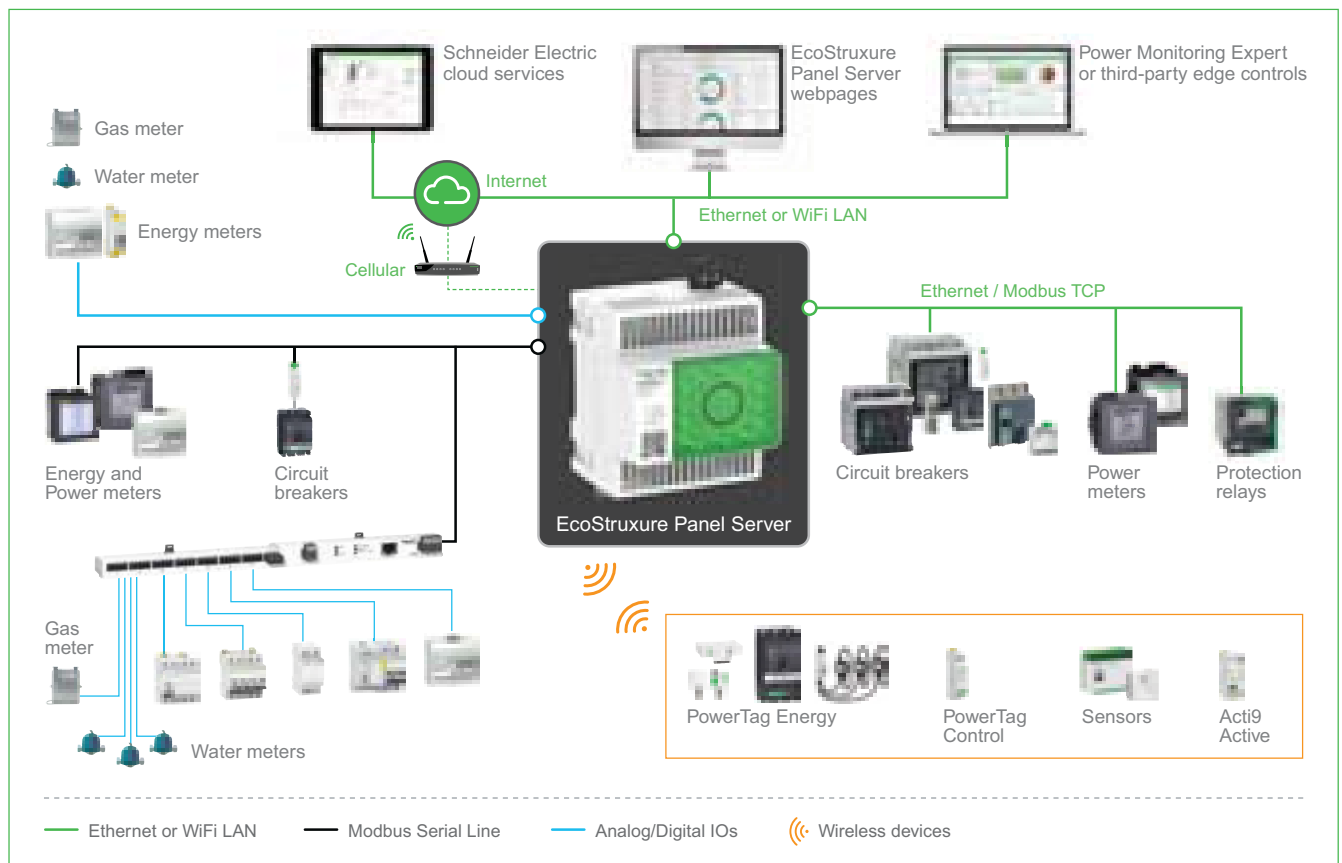 Schneider Electric
cloud services
EcoStruxure
Panel Server
webpages
Power Monitoring Expert
or third-party edge controls
Gas meter
Water meter
Energy meters
Internet
Ethernet or WiFi LAN
Cellular
Ethernet / Modbus TCP
Energy and
Power meters
Circuit
breakers
EcoStruxure Panel Server
Circuit breakers
Power
meters
Protection
relays
Gas
meter
Water meters
PowerTag Energy
PowerTag
Control
Sensors
Acti9
Active
Ethernet or WiFi LAN
Modbus Serial Line
Analog/Digital IOs
Wireless devices